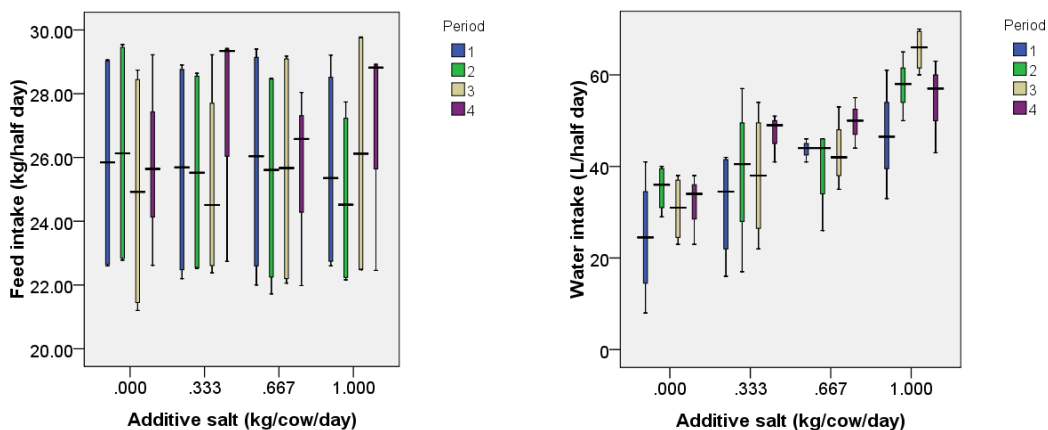 Feed intake (kg/half day)
30.00
28.00
26.00
24.00
22.00
20.00
.000 .333 .667 1.000
Additive salt (kg/cow/day)
Period
1
2
3
4
Water intake (L/half day)
60
40
20
0
.000 .333 .667 1.000
Additive salt (kg/cow/day)
Period
1
2
3
4